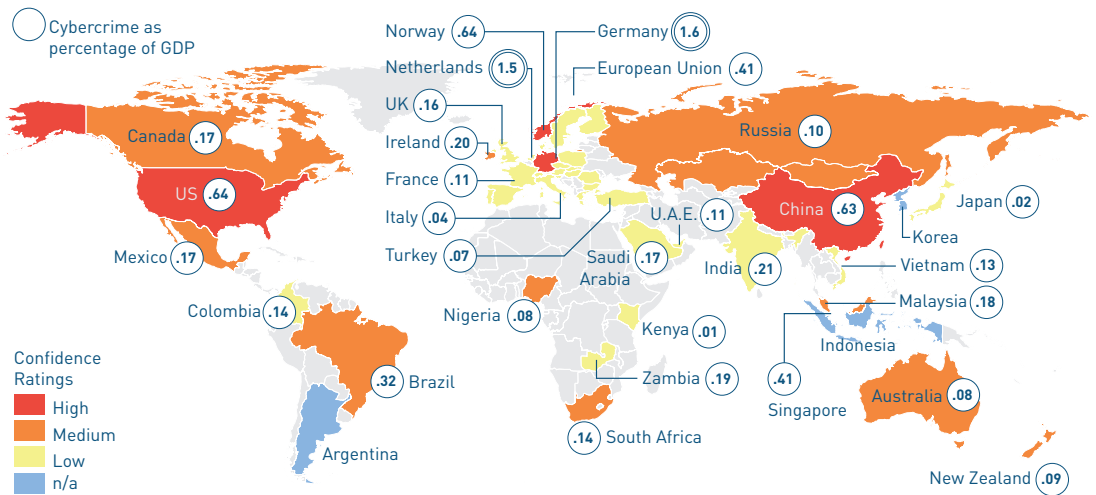 Cybercrime as
percentage of GDP
Norway .64
Germany 1.6
Netherlands 1.5
European Union .41
UK .16
Canada .17
Ireland .20
Russia .10
France .11
US .64
Italy .04
U.A.E. .11
China .63
Japan .02
Korea
Mexico .17
Turkey .07
Saudi
Arabia
.17
India .21
Vietnam .13
Colombia .14
Nigeria .08
Malaysia .18
Kenya .01
Indonesia
Confidence
Ratings
High
Medium
Low
n/a
.32 Brazil
Zambia .19
.41
Singapore
Australia .08
Argentina
.14 South Africa
New Zealand .09